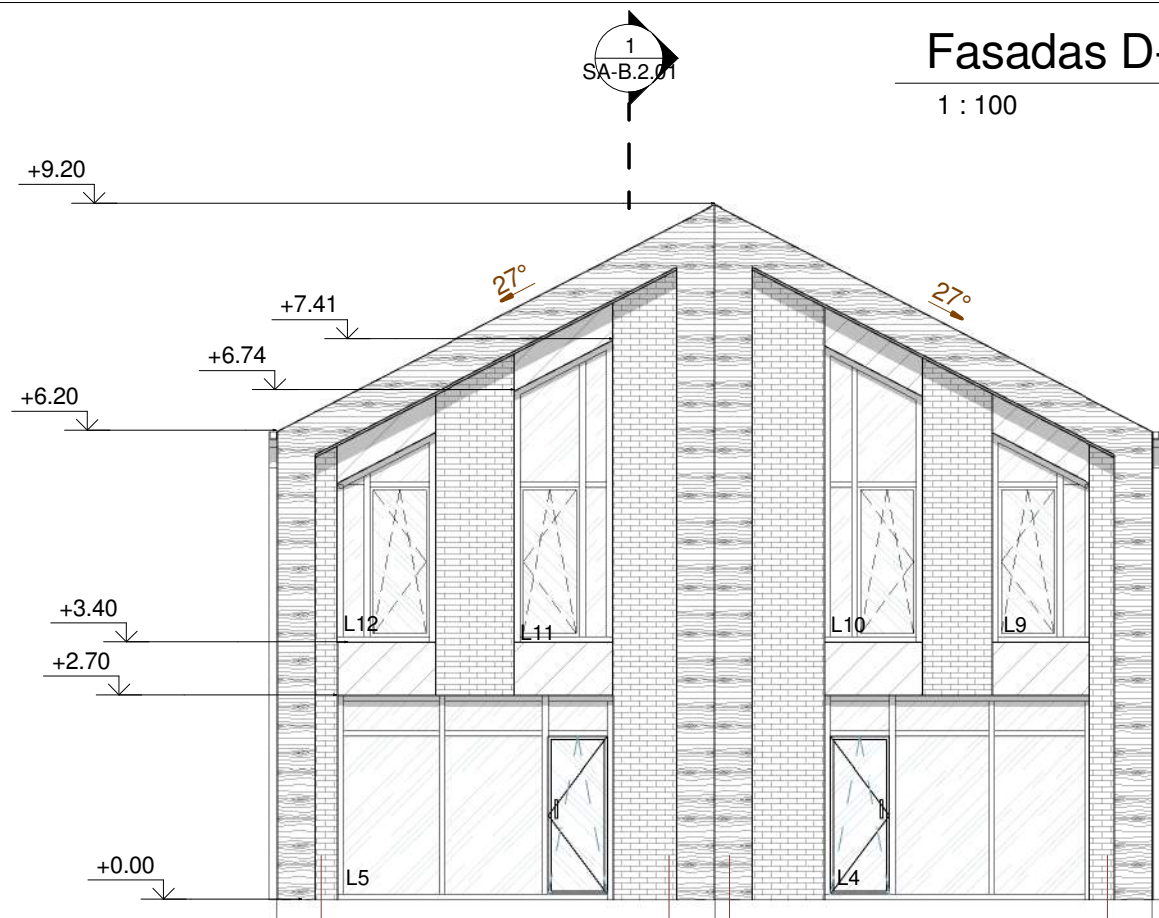 1
SA-B.2.01
Fasadas D-
1 : 100
+9.20
27°
27°
+7.41
+6.74
+6.20
+3.40
L12
L11
L10
L9
+2.70
+0.00
L5
L4